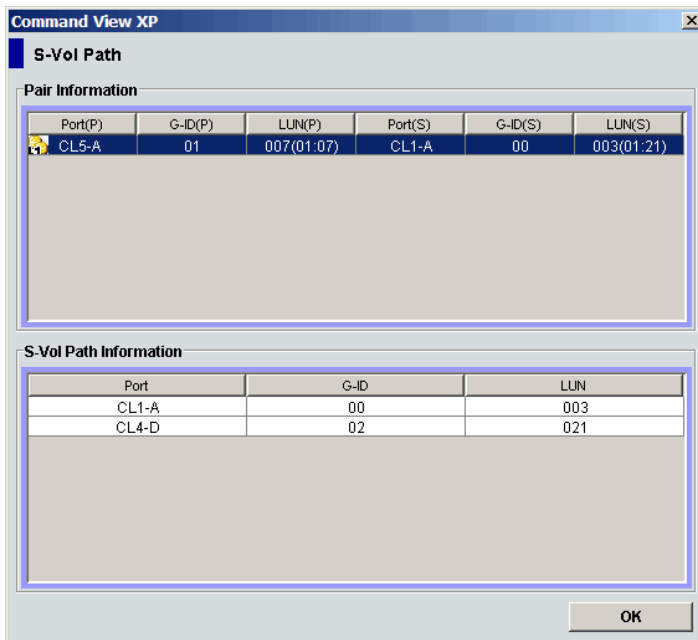 Command View XP
S-Vol Path
Pair Information
Port(P) G-ID(P) LUN(P) Port(S) G-ID(S) LUN(S)
CL5-A 01 007(01:07) CL1-A 00 003(01:21)
S-Vol Path Information
Port G-ID LUN
CL1-A 00 003
CL4-D 02 021
OK